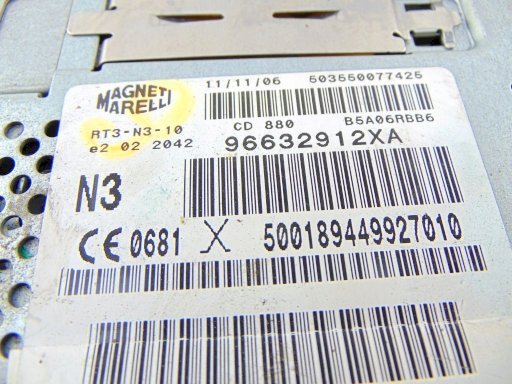 MAGNETI MARELLI
11/11/06 503550077425
RT3-N3-10
CD 880 B5A06RBB6
e2 02 2042
96632912XA
N3
CE 0681 X 500189449927010